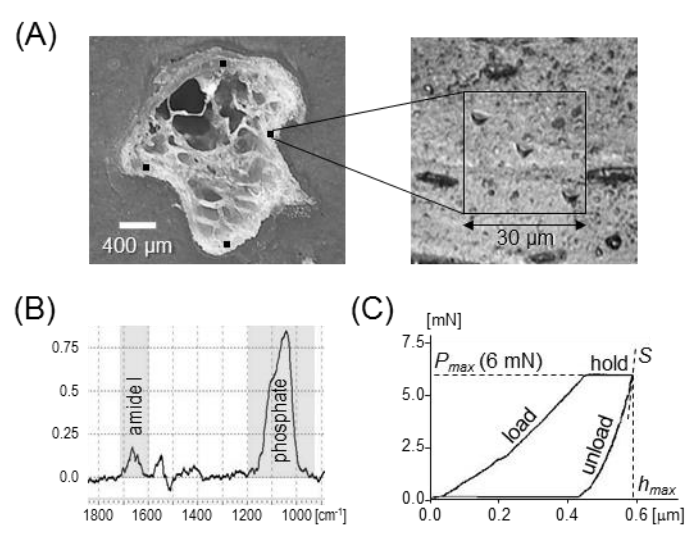 (A)
400 µm
30 µm
(B)
0.75
0.5
0.25
0.0
amide I
phosphate
1800 1600 1400 1200 1000 [cm⁻¹]
(C)
[mN]
7.5
5.0
2.5
0.0
Pmax (6 mN)
hold
S
load
unload
hmax
0.0 0.2 0.4 0.6 [µm]